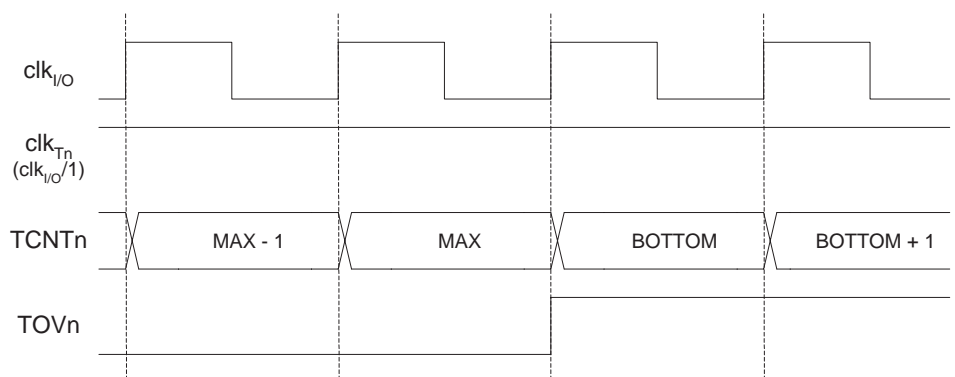 clkI/O
clkTn
(clkI/O/1)
TCNTn MAX - 1 MAX BOTTOM BOTTOM + 1
TOVn